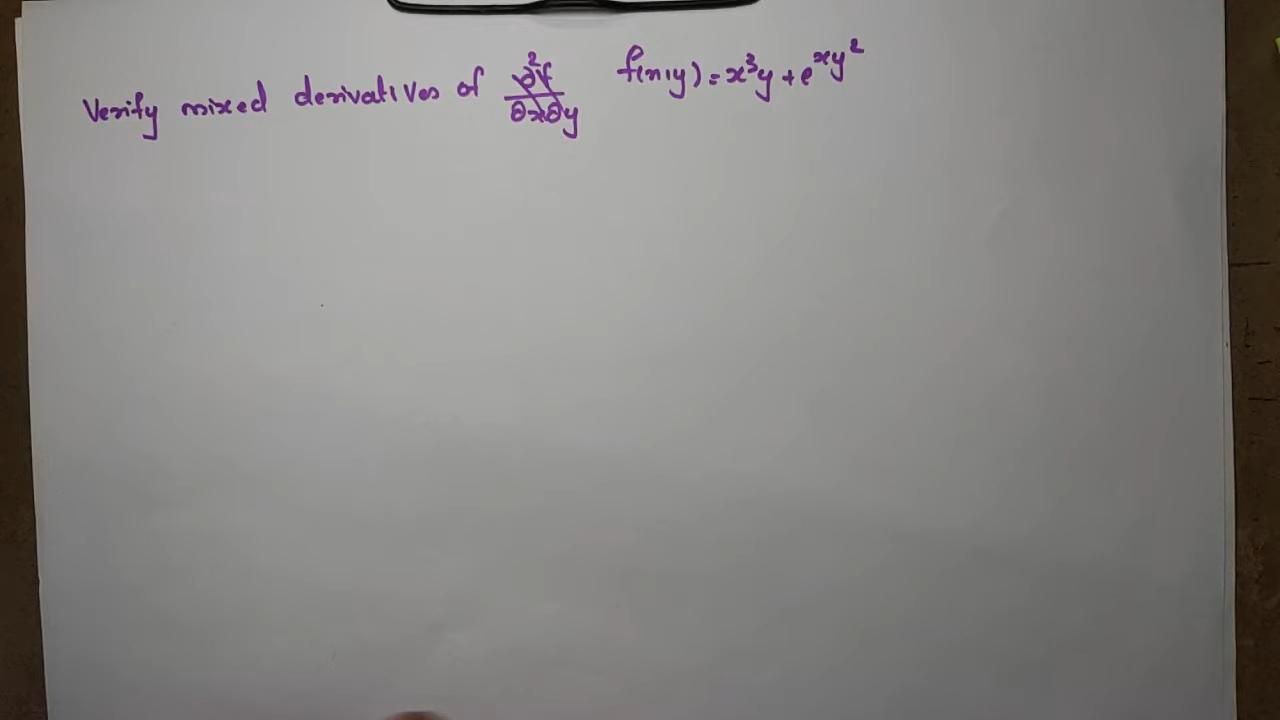 Verify mixed derivatives of ∂²f/∂x∂y f(x,y) = x³y + e^xy²